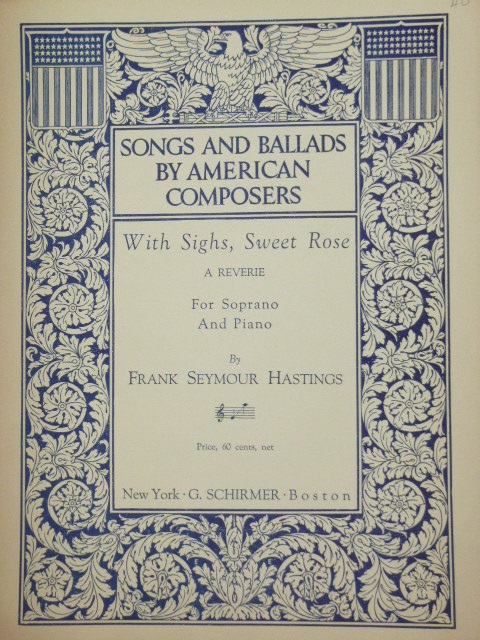 SONGS AND BALLADS
BY AMERICAN
COMPOSERS
With Sighs, Sweet Rose
A REVERIE
For Soprano
And Piano
By
FRANK SEYMOUR HASTINGS
Price, 60 cents, net
New York · G. SCHIRMER · Boston